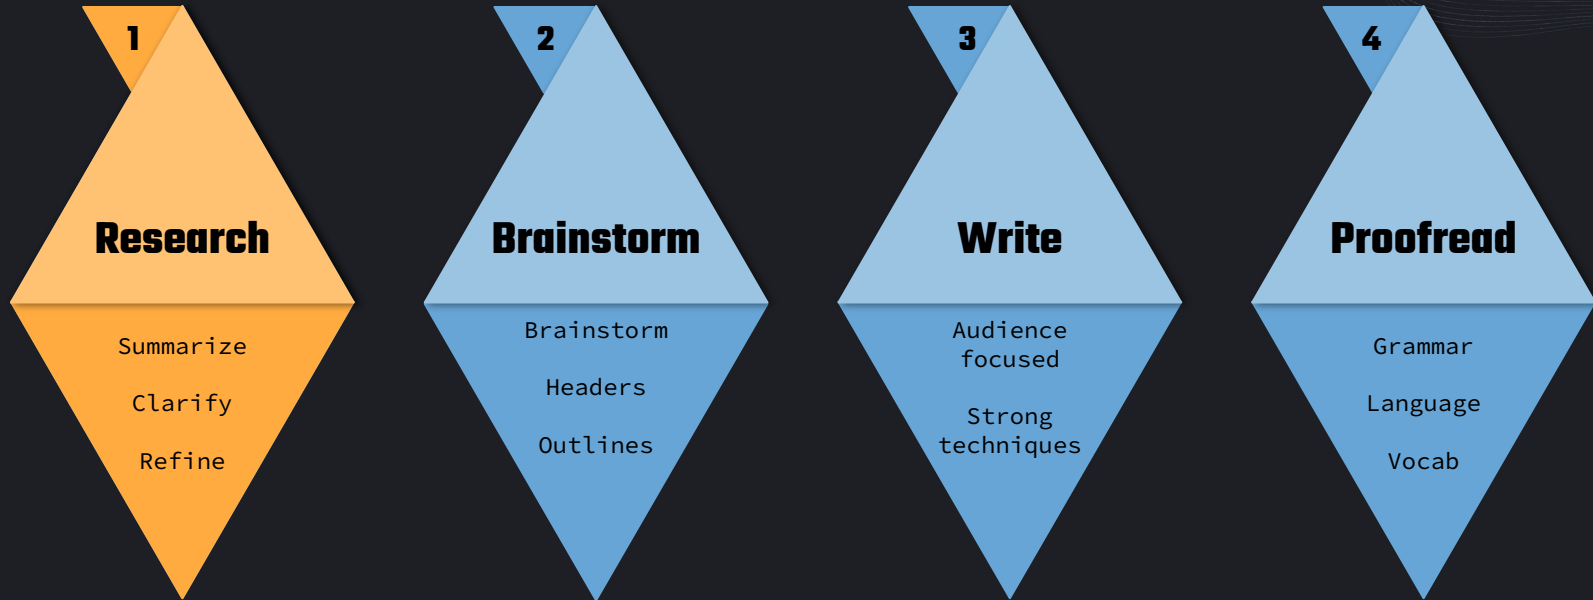 1
Research
Summarize
Clarify
Refine
2
Brainstorm
Brainstorm
Headers
Outlines
3
Write
Audience
focused
Strong
techniques
4
Proofread
Grammar
Language
Vocab